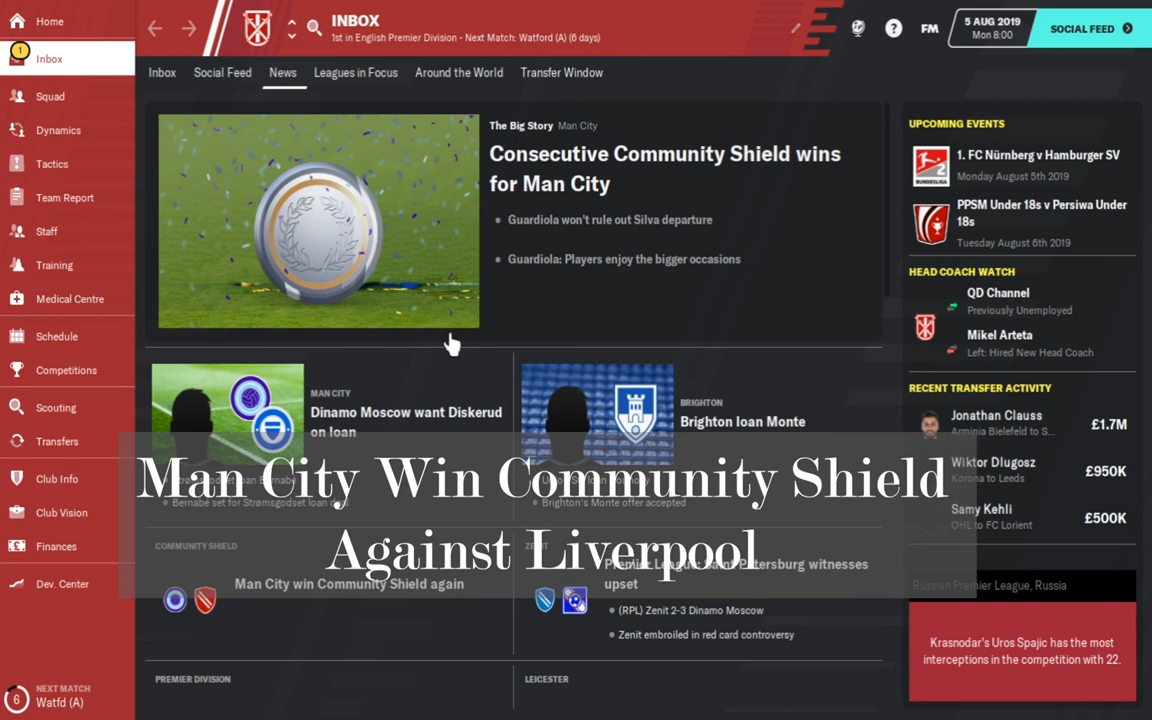 Home
Inbox
1
Squad
Dynamics
Tactics
Team Report
Staff
Training
Medical Centre
Schedule
Competitions
Scouting
Transfers
Club Info
Club Vision
Finances
Dev. Center
6
NEXT MATCH
Watfd (A)
INBOX
1st in English Premier Division - Next Match: Watford (A) (6 days)
?
FM
5 AUG 2019
Mon 8:00
SOCIAL FEED
Inbox Social Feed News Leagues in Focus Around the World Transfer Window
The Big Story Man City
Consecutive Community Shield wins
for Man City
Guardiola won't rule out Silva departure
Guardiola: Players enjoy the bigger occasions
MAN CITY
Dinamo Moscow want Diskerud
on loan
Bernabe set for Strømsgodset loan
BRIGHTON
Brighton loan Monte
Brighton's Monte offer accepted
Man City Win Community Shield
Against Liverpool
COMMUNITY SHIELD
Man City win Community Shield again
Premier League: Saint Petersburg witnesses
upset
(RPL) Zenit 2-3 Dinamo Moscow
Zenit embroiled in red card controversy
PREMIER DIVISION
LEICESTER
UPCOMING EVENTS
1. FC Nürnberg v Hamburger SV
Monday August 5th 2019
PPSM Under 18s v Persiwa Under
18s
Tuesday August 6th 2019
HEAD COACH WATCH
QD Channel
Previously Unemployed
Mikel Arteta
Left: Hired New Head Coach
RECENT TRANSFER ACTIVITY
Jonathan Clauss
Arminia Bielefeld to S...
£1.7M
Wiktor Dlugosz
Korona to Leeds
£950K
Samy Kehli
OHL to FC Lorient
£500K
Russian Premier League, Russia
Krasnodar's Uros Spajic has the most
interceptions in the competition with 22.